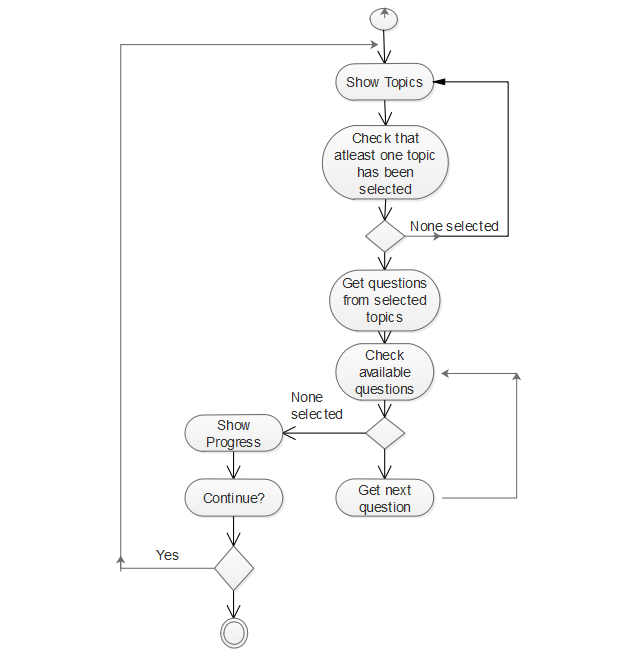 Show Topics
Check that
atleast one topic
has been
selected
None selected
Get questions
from selected
topics
Check
available
questions
None
selected
Show
Progress
Get next
question
Continue?
Yes